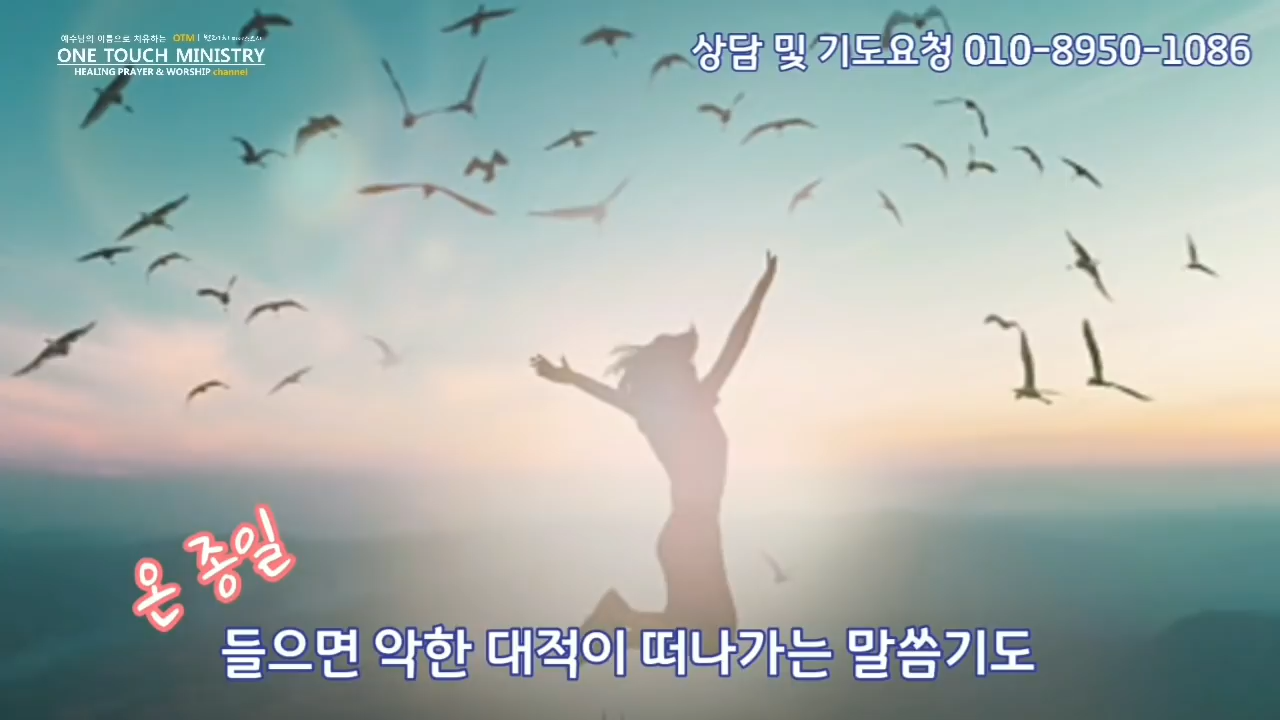 예수님의 이름으로 치유하는 OTM |
ONE TOUCH MINISTRY
HEALING PRAYER & WORSHIP channel
상담 및 기도요청 010-8950-1086
온 종일
들으면 악한 대적이 떠나가는 말씀기도